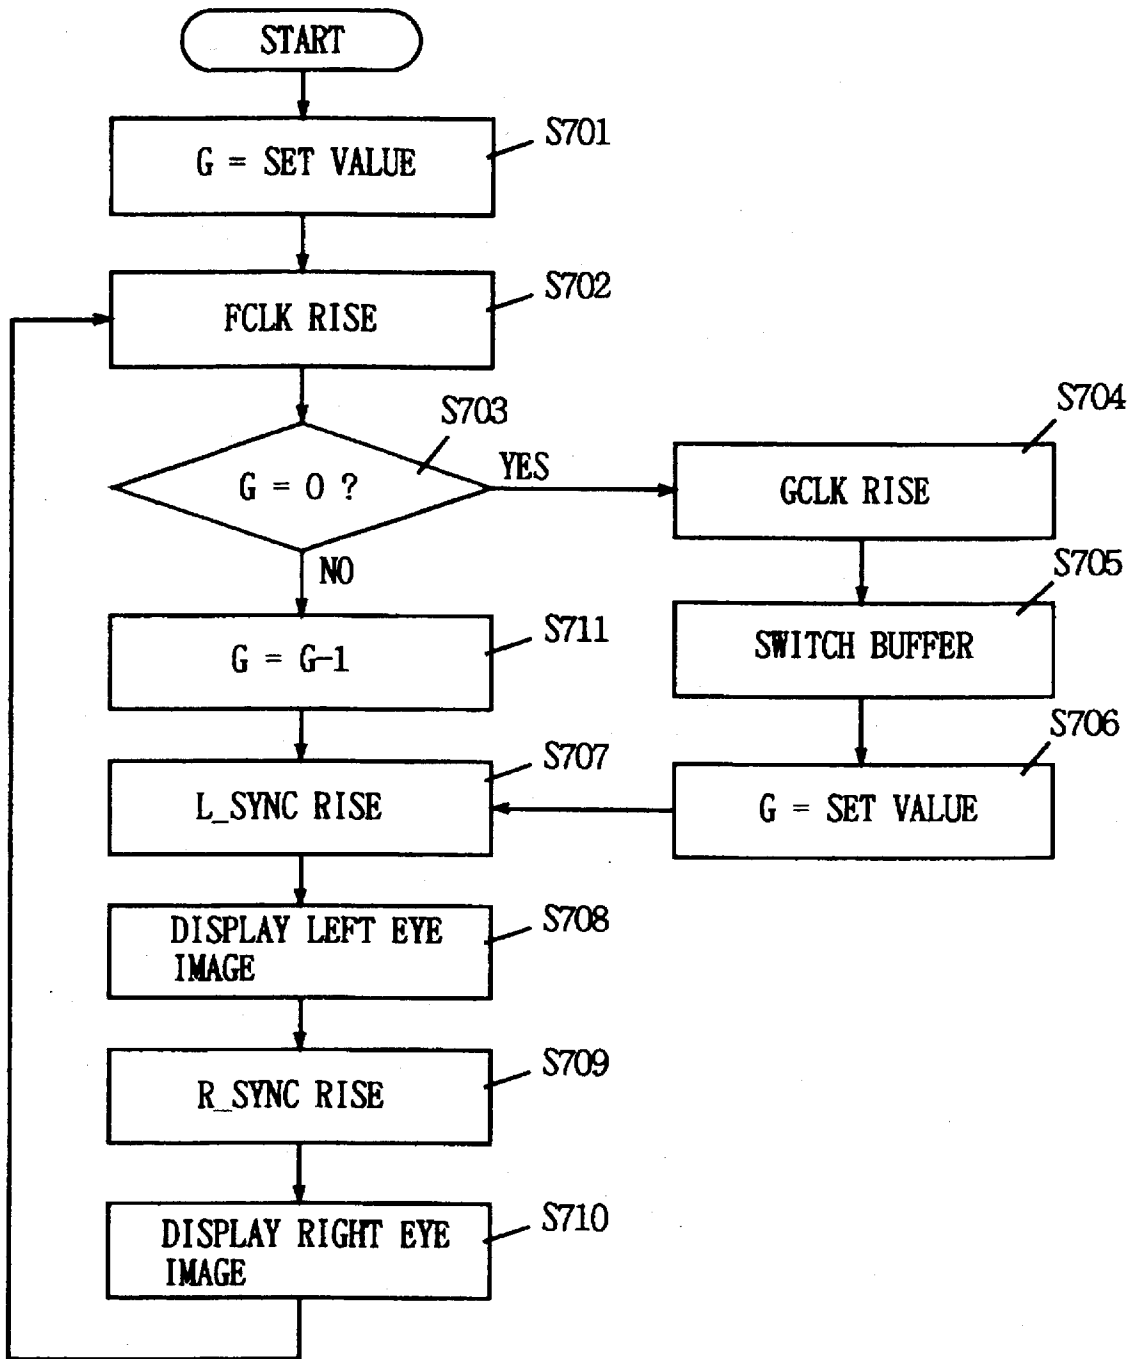 START
S701
G = SET VALUE
S702
FCLK RISE
S703
G = 0 ?
YES
NO
S704
GCLK RISE
S705
SWITCH BUFFER
S706
G = SET VALUE
S711
G = G-1
S707
L_SYNC RISE
S708
DISPLAY LEFT EYE
IMAGE
S709
R_SYNC RISE
S710
DISPLAY RIGHT EYE
IMAGE